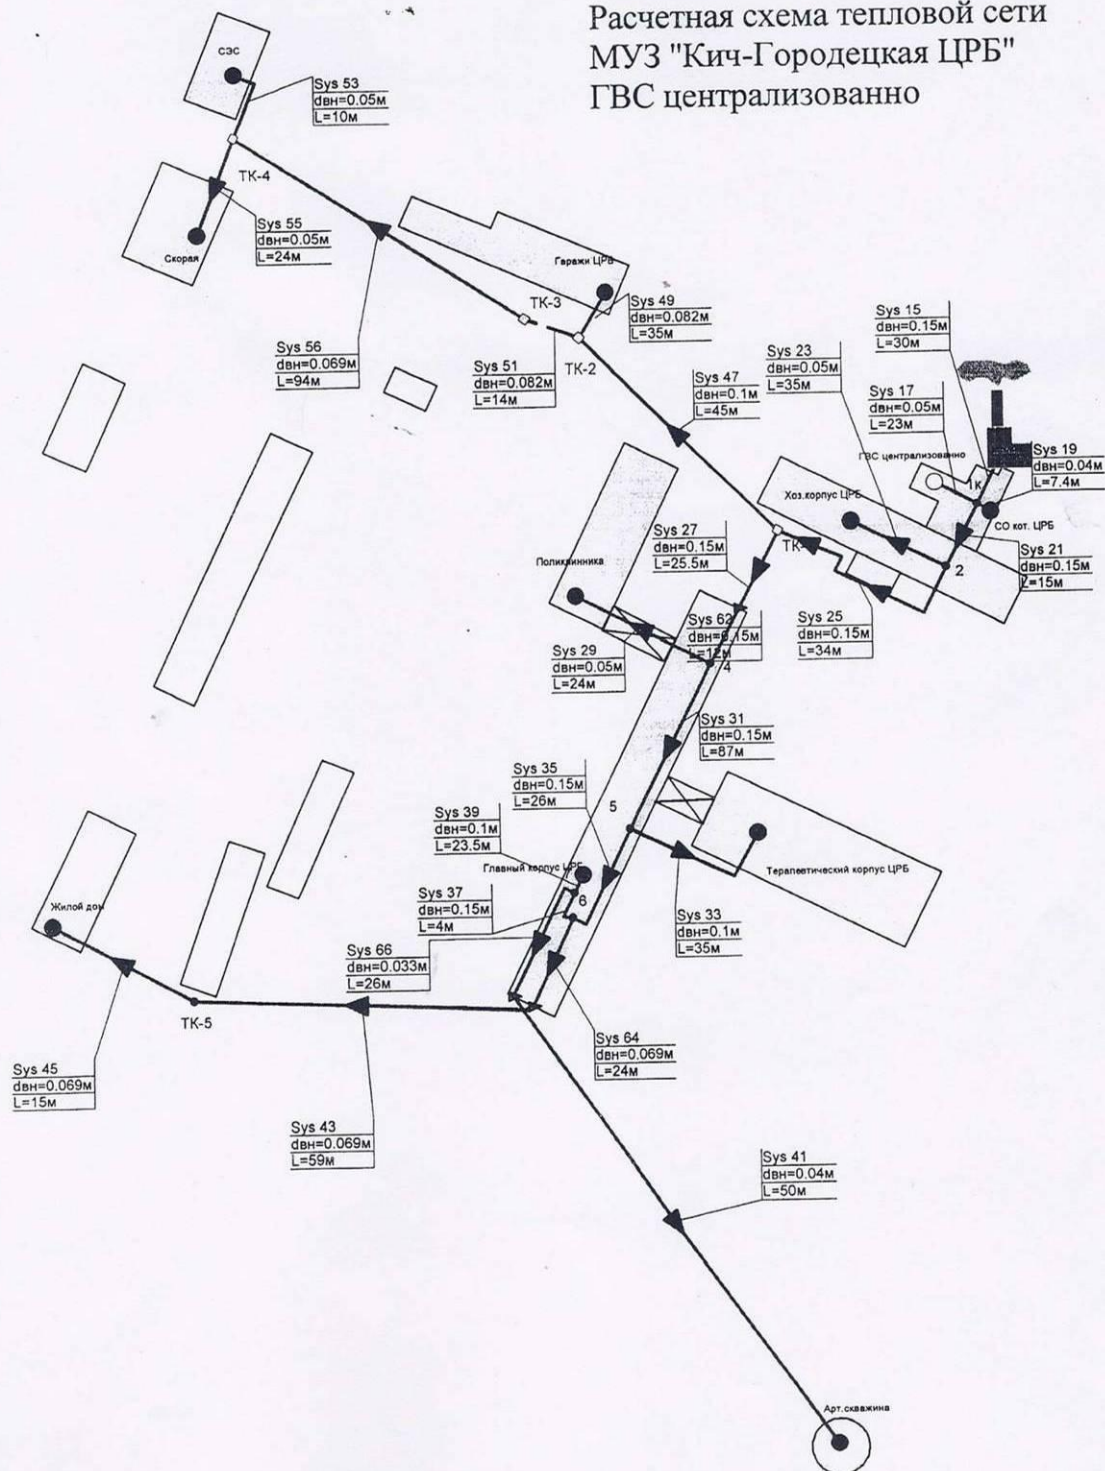 Расчетная схема тепловой сети
МУЗ "Кич-Городецкая ЦРБ"
ГВС централизованно
СЭС
Sys 53
dвн=0.05м
L=10м
ТК-4
Sys 55
dвн=0.05м
L=24м
Скорая
Гаражи ЦРБ
ТК-3
Sys 49
dвн=0.082м
L=35м
ТК-2
Sys 56
dвн=0.069м
L=94м
Sys 51
dвн=0.082м
L=14м
Sys 47
dвн=0.1м
L=45м
Sys 23
dвн=0.05м
L=35м
Sys 15
dвн=0.15м
L=30м
Sys 17
dвн=0.05м
L=23м
ГВС централизованно
1к
Sys 19
dвн=0.04м
L=7.4м
СО кот. ЦРБ
Хоз.корпус ЦРБ
ТК-
2
Sys 21
dвн=0.15м
L=15м
Sys 27
dвн=0.15м
L=25.5м
Поликлинника
Sys 62
dвн=0.15м
L=12м
4
Sys 25
dвн=0.15м
L=34м
Sys 29
dвн=0.05м
L=24м
Sys 31
dвн=0.15м
L=87м
Sys 35
dвн=0.15м
L=26м
5
Sys 39
dвн=0.1м
L=23.5м
Главный корпус ЦРБ
Терапевтический корпус ЦРБ
6
Sys 37
dвн=0.15м
L=4м
Sys 33
dвн=0.1м
L=35м
Жилой дом
Sys 66
dвн=0.033м
L=26м
ТК-5
Sys 64
dвн=0.069м
L=24м
Sys 45
dвн=0.069м
L=15м
Sys 43
dвн=0.069м
L=59м
Sys 41
dвн=0.04м
L=50м
Арт.скважина